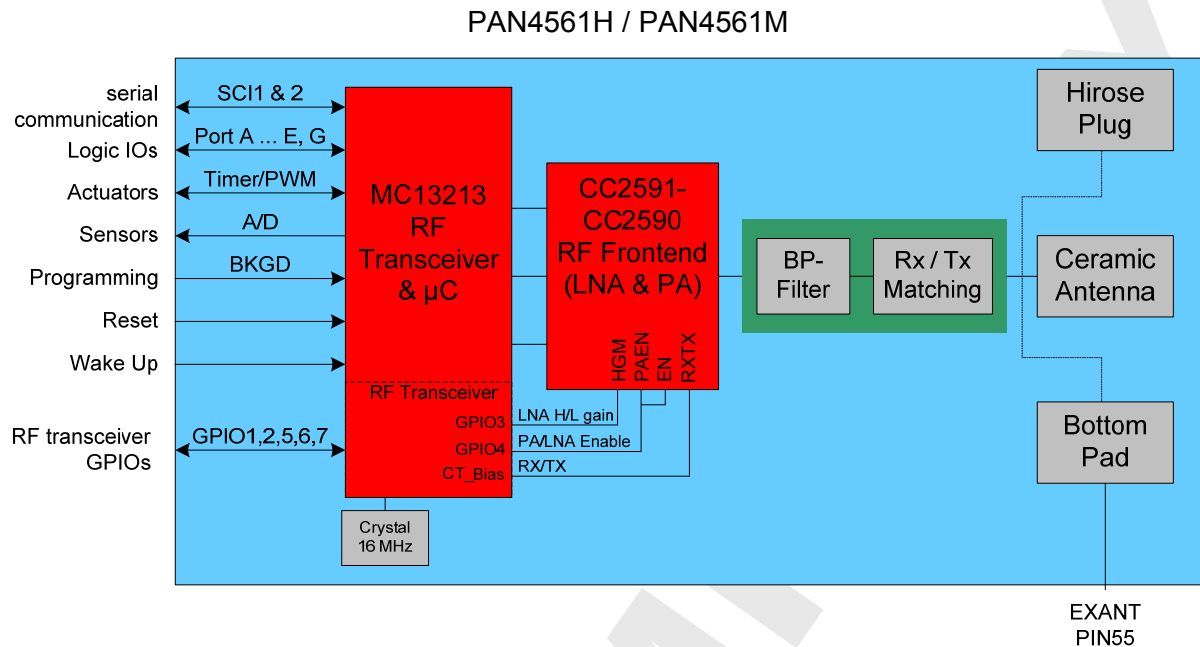 PAN4561H / PAN4561M
serial
communication
SCI1 & 2
Logic IOs
Port A ... E, G
Actuators
Timer/PWM
Sensors
A/D
Programming
BKGD
Reset
Wake Up
RF transceiver
GPIOs
GPIO1,2,5,6,7
MC13213
RF
Transceiver
& µC
RF Transceiver
GPIO3
GPIO4
CT_Bias
LNA H/L gain
PA/LNA Enable
RX/TX
Crystal
16 MHz
CC2591-
CC2590
RF Frontend
(LNA & PA)
HGM
PAEN
EN
RXTX
BP-
Filter
Rx / Tx
Matching
Hirose
Plug
Ceramic
Antenna
Bottom
Pad
EXANT
PIN55